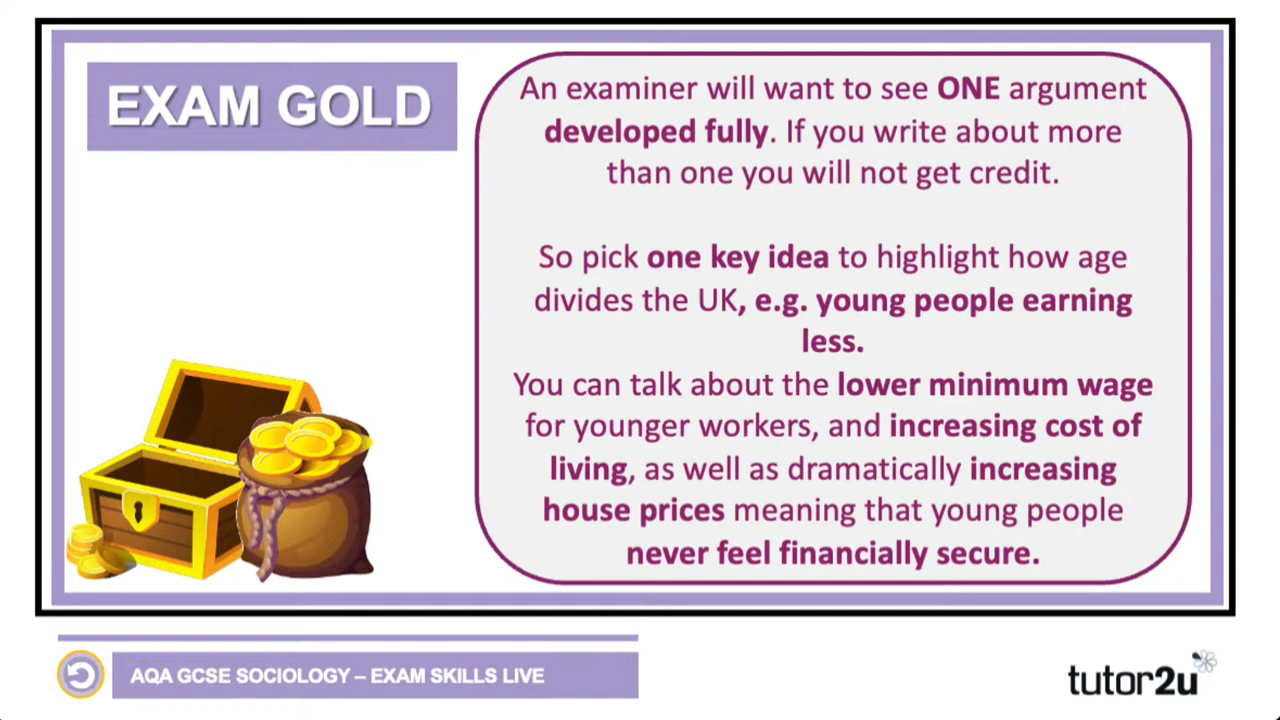 EXAM GOLD
An examiner will want to see ONE argument
developed fully. If you write about more
than one you will not get credit.
So pick one key idea to highlight how age
divides the UK, e.g. young people earning
less.
You can talk about the lower minimum wage
for younger workers, and increasing cost of
living, as well as dramatically increasing
house prices meaning that young people
never feel financially secure.
AQA GCSE SOCIOLOGY – EXAM SKILLS LIVE
tutor2u